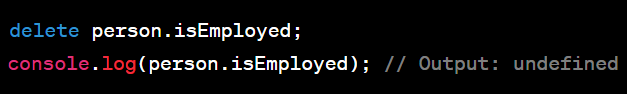 delete person.isEmployed;
console.log(person.isEmployed); // Output: undefined